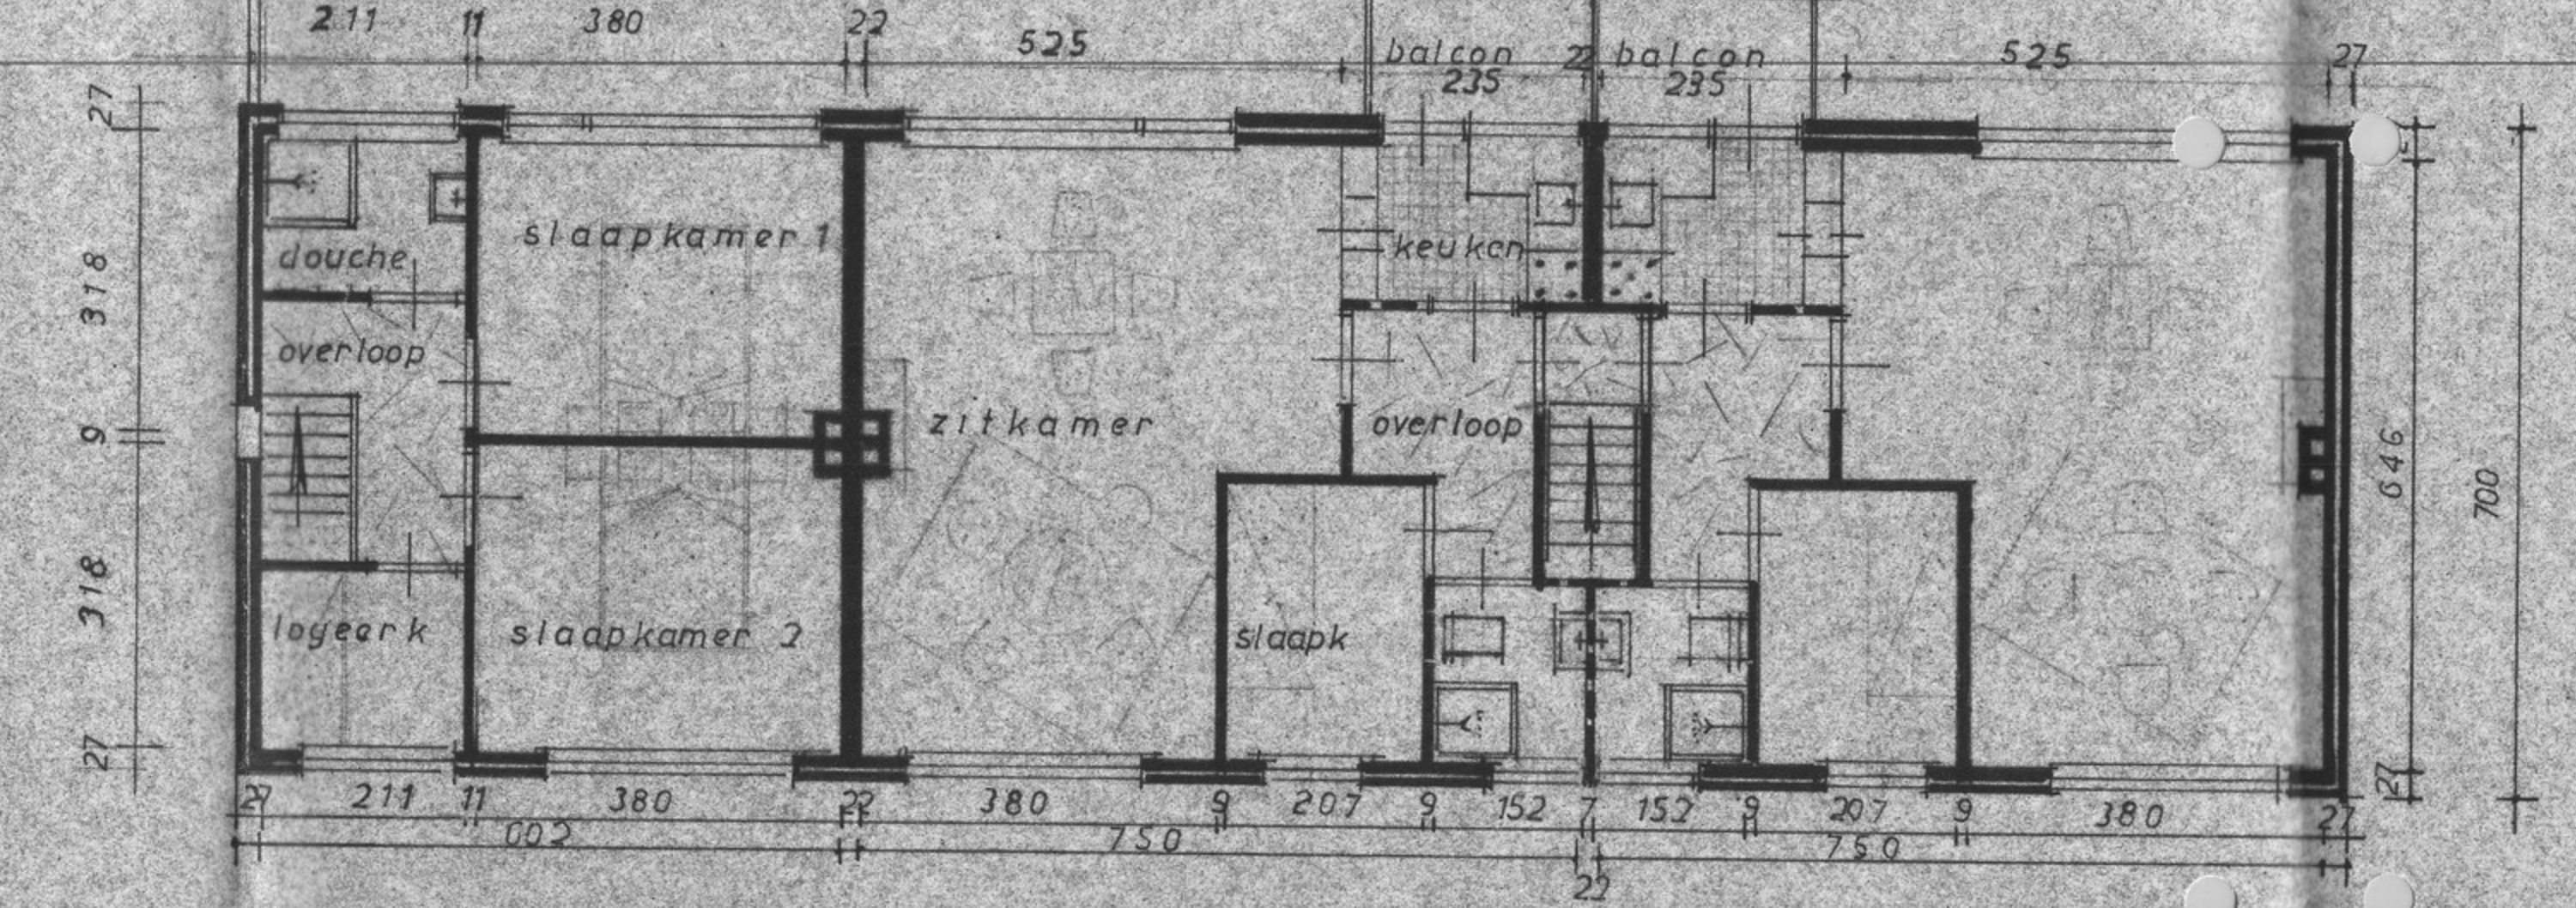 211 11 380 22 525 balcon 22 balcon 525 27
235 235
27
318
9
318
27
slaapkamer 1
douche
keuken
overloop
zitkamer
overloop
646
700
logeerk
slaapkamer 2
slaapk
27
27 211 11 380 22 380 9 207 9 152 7 152 9 207 9 380 27
602 750 750
22